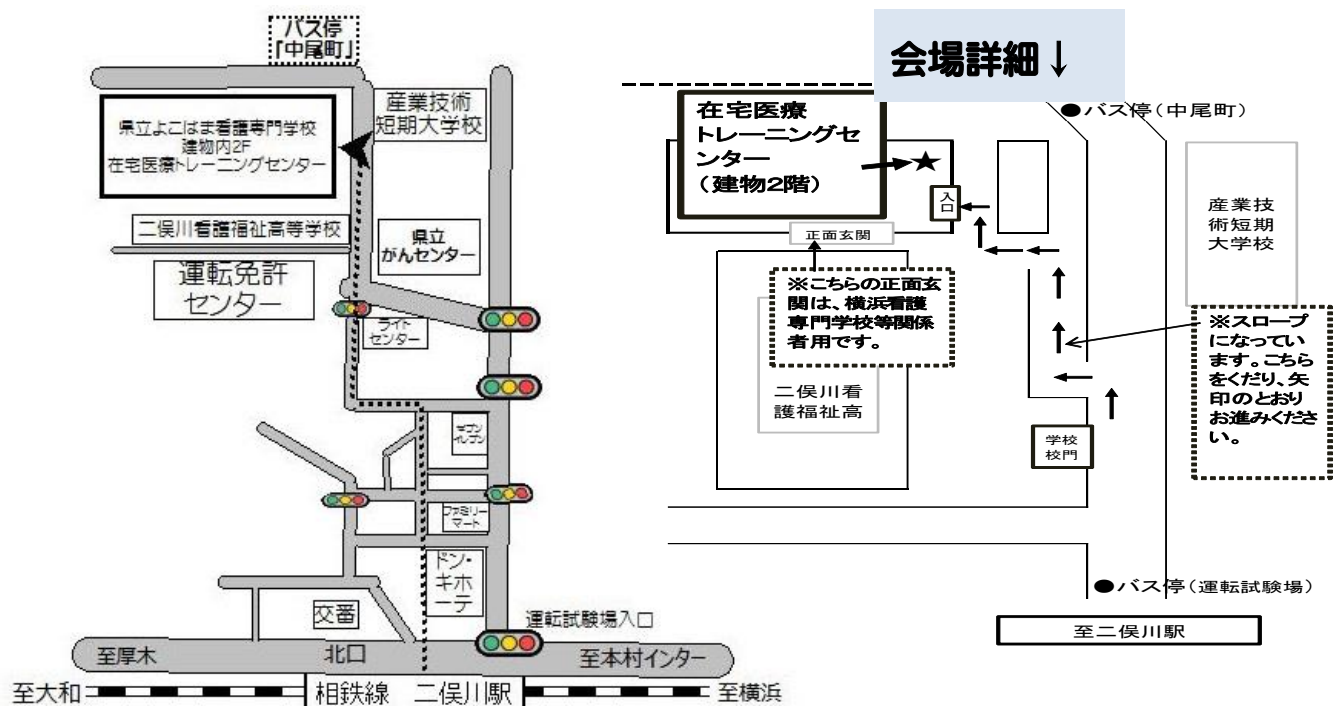 バス停
「中尾町」
産業技術
短期大学校
県立よこはま看護専門学校
建物内2F
在宅医療トレーニングセンター
二俣川看護福祉高等学校
県立
がんセンター
運転免許
センター
ライト
センター
セブン
イレブン
ファミリー
マート
ドン・
キホ
ーテ
交番
運転試験場入口
至厚木
北口
至本村インター
至大和
相鉄線 二俣川駅
至横浜
会場詳細↓
在宅医療
トレーニングセ
ンター
(建物2階)
★
入
口
正面玄関
※こちらの正面玄
関は、横浜看護
専門学校等関係
者用です。
二俣川看
護福祉高
●バス停(中尾町)
産業技
術短期
大学校
※スロープ
になってい
ます。こちら
をくだり、矢
印のとおり
お進みくださ
い。
学校
校門
●バス停(運転試験場)
至二俣川駅